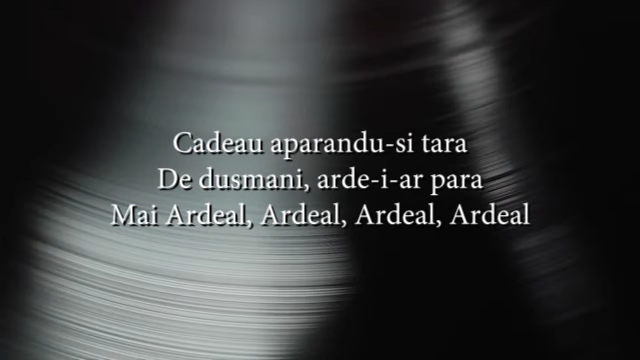 Cadeau aparandu-si tara
De dusmani, arde-i-ar para
Mai Ardeal, Ardeal, Ardeal, Ardeal